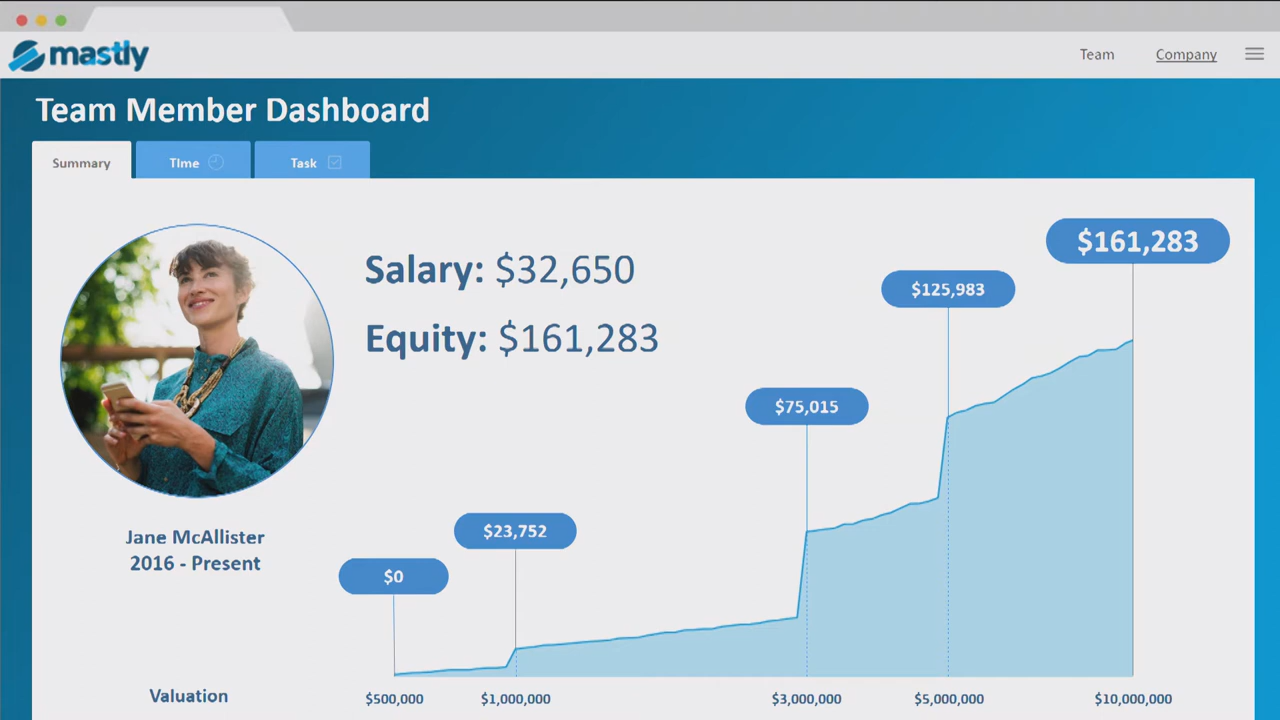 mastly
Team Company
Team Member Dashboard
Summary TIme Task
Salary: $32,650
Equity: $161,283
$161,283
$125,983
$75,015
$23,752
$0
Jane McAllister
2016 - Present
Valuation $500,000 $1,000,000 $3,000,000 $5,000,000 $10,000,000